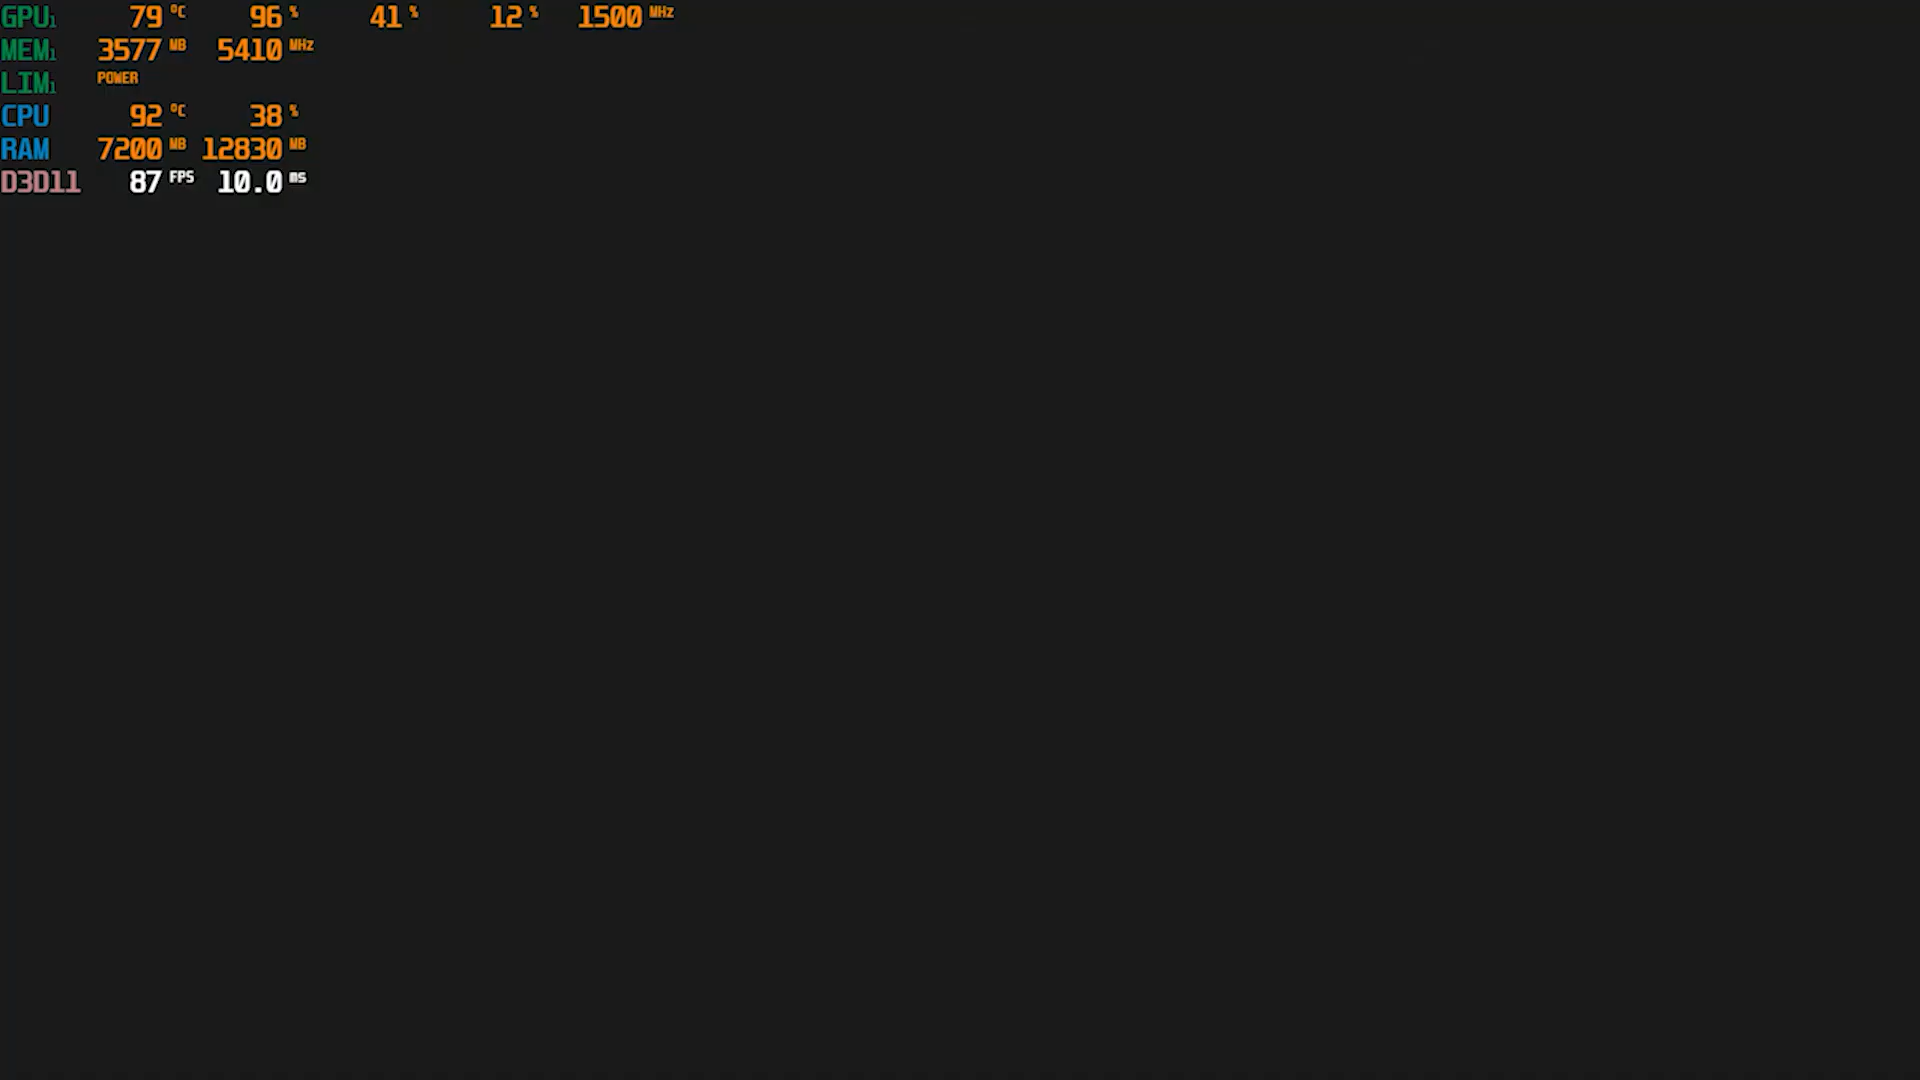 GPU1 79 °C 96 % 41 % 12 % 1500 MHz
MEM1 3577 MB 5410 MHz
LIM1 POWER
CPU 92 °C 38 %
RAM 7200 MB 12830 MB
D3D11 87 FPS 10.0 ms